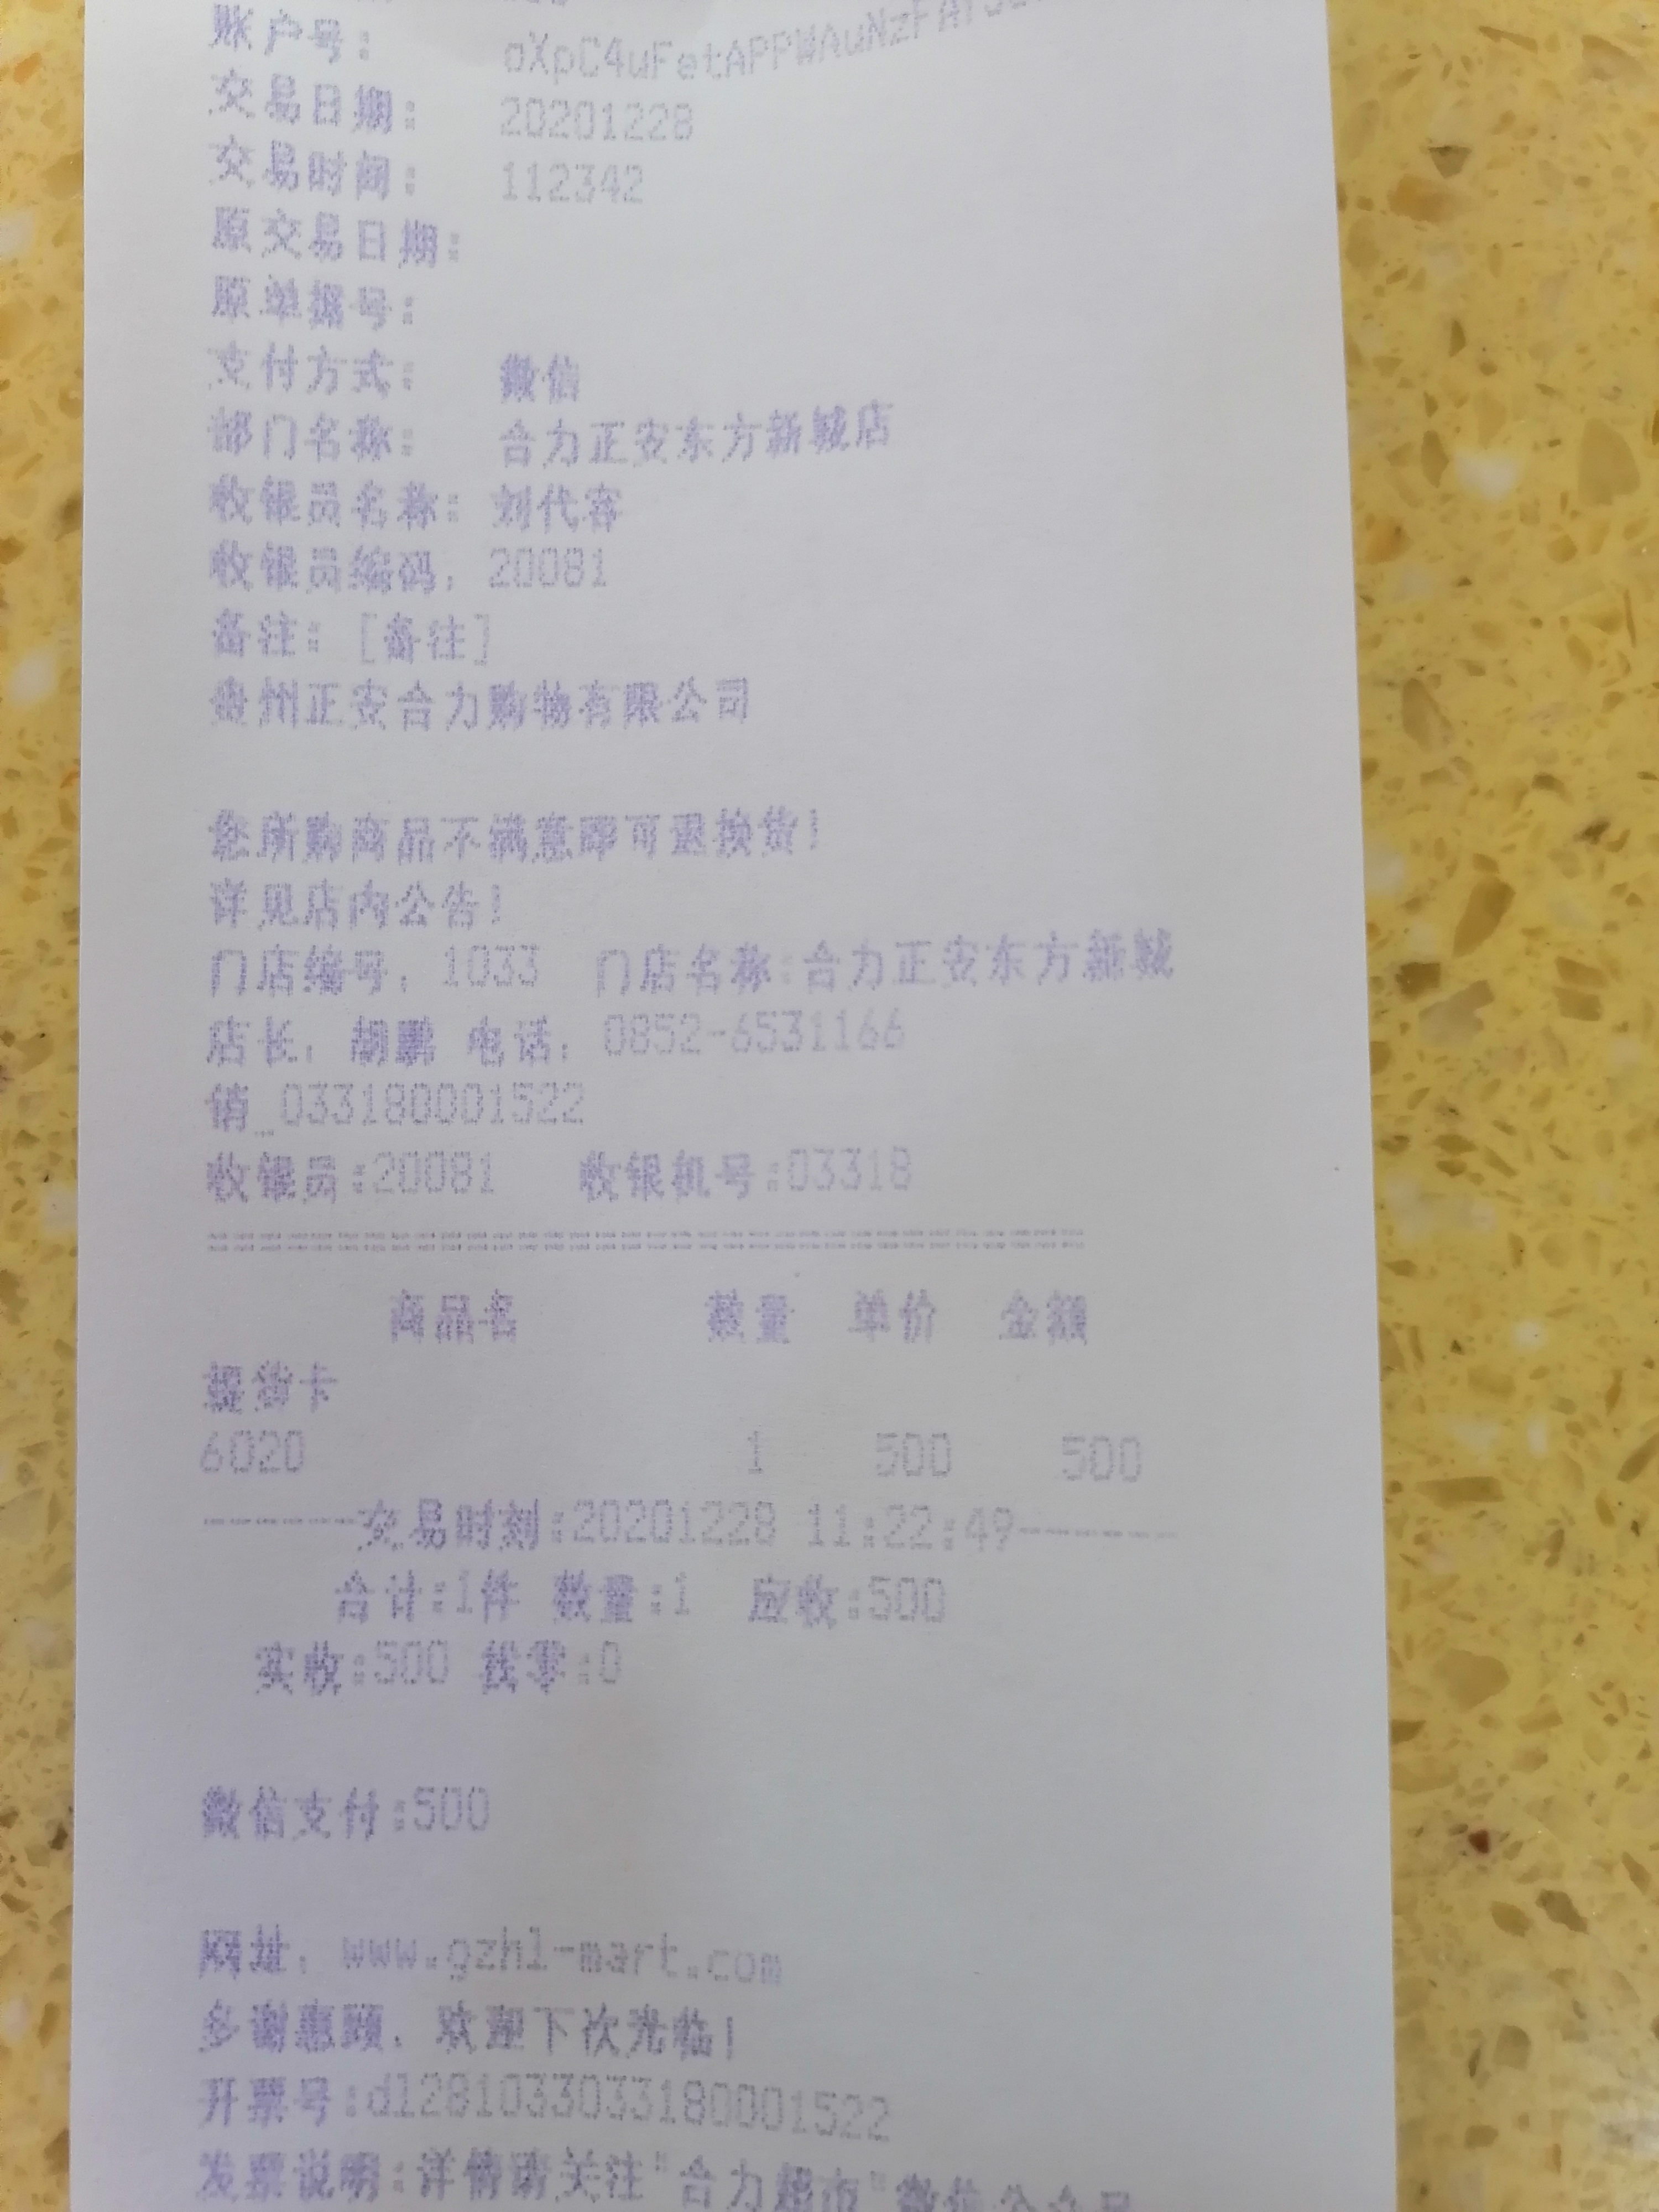 账户号： oXpC4uFetAPPWAuNzFAT
交易日期： 20201228
交易时间： 112342
原交易日期：
原单据号：
支付方式： 微信
部门名称： 合力正安东方新城店
收银员名称：刘代容
收银员编码：20081
备注：[备注]
贵州正安合力购物有限公司
您所购商品不满意即可退换货！
详见店内公告！
门店编号：1033 门店名称:合力正安东方新城
店长：胡鹏 电话：0852-6531166
销_033180001522
收银员:20081 收银机号:03318
商品名 数量 单价 金额
提货卡
6020 1 500 500
--------交易时刻:20201228 11:22:49--------
合计:1件 数量:1 应收:500
实收:500 找零:0
微信支付:500
网址：www.gzhl-mart.com
多谢惠顾，欢迎下次光临！
开票号:d1281033033180001522
发票说明:详情请关注"合力超市"微信公众号